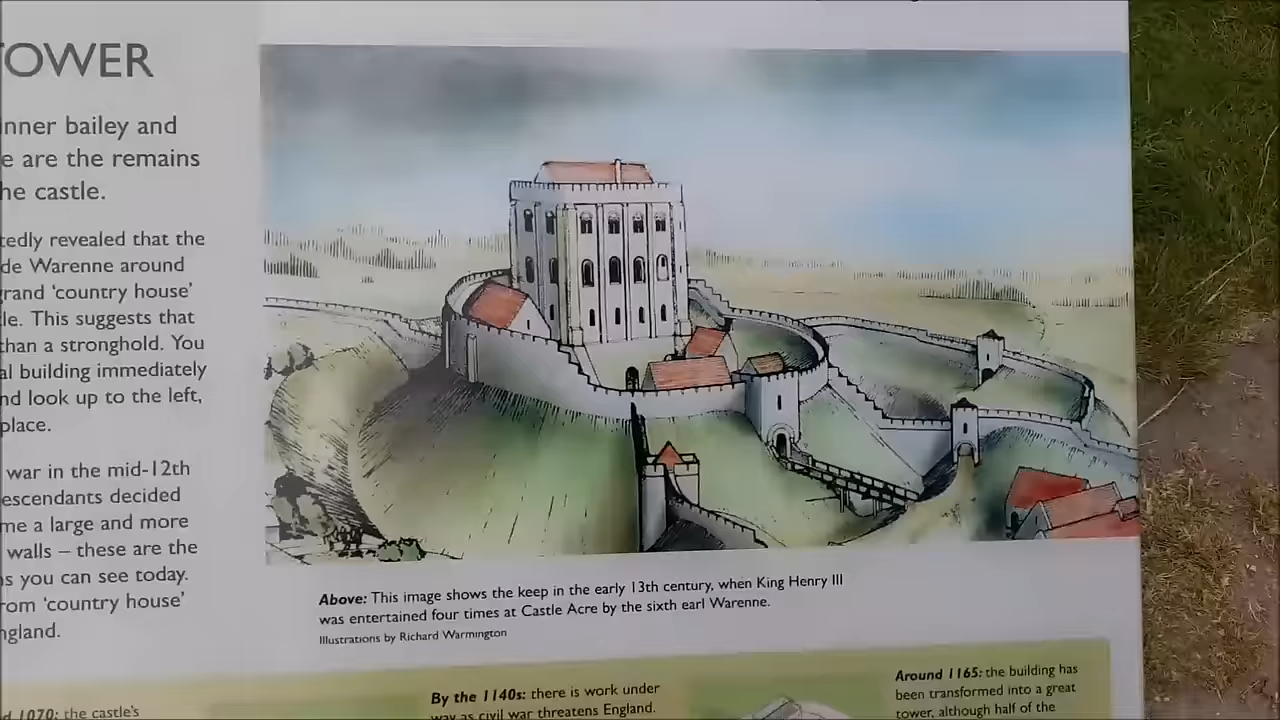 TOWER
inner bailey and
e are the remains
he castle.
tedly revealed that the
de Warenne around
grand ‘country house’
le. This suggests that
than a stronghold. You
al building immediately
nd look up to the left,
place.
war in the mid-12th
escendants decided
me a large and more
walls – these are the
ns you can see today.
rom ‘country house’
ngland.
Above: This image shows the keep in the early 13th century, when King Henry III
was entertained four times at Castle Acre by the sixth earl Warenne.
Illustrations by Richard Warmington
d 1070: the castle's
By the 1140s: there is work under
way as civil war threatens England.
Around 1165: the building has
been transformed into a great
tower, although half of the